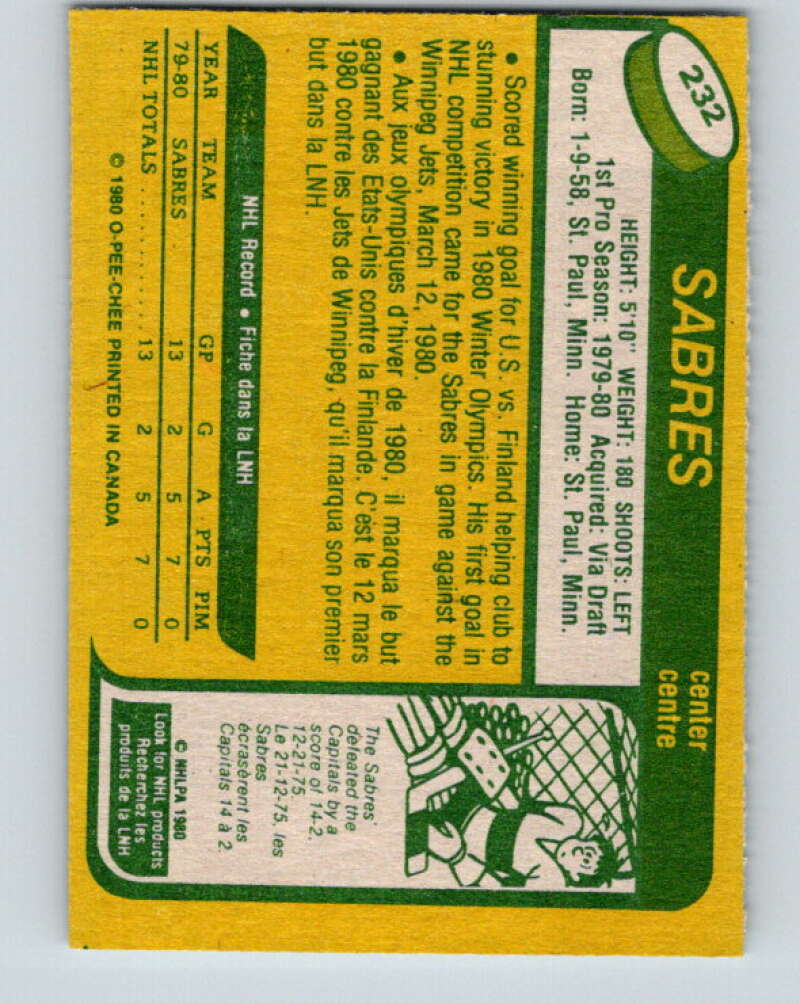 232
SABRES
center
centre
HEIGHT: 5'10" WEIGHT: 180 SHOOTS: LEFT
1st Pro Season: 1979-80 Acquired: Via Draft
Born: 1-9-58, St. Paul, Minn. Home: St. Paul, Minn.
• Scored winning goal for U.S. vs. Finland helping club to
stunning victory in 1980 Winter Olympics. His first goal in
NHL competition came for the Sabres in game against the
Winnipeg Jets, March 12, 1980.
• Aux jeux olympiques d'hiver de 1980, il marqua le but
gagnant des Etats-Unis contre la Finlande. C'est le 12 mars
1980 contre les Jets de Winnipeg, qu'il marqua son premier
but dans la LNH.
NHL Record • Fiche dans la LNH
YEAR TEAM GP G A PTS PIM
79-80 SABRES . 13 2 5 7 0
NHL TOTALS . . . . . . . . . . . . 13 2 5 7 0
© 1980 O-PEE-CHEE PRINTED IN CANADA
The Sabres'
defeated the
Capitals by a
score of 14-2.
12-21-75.
Le 21-12-75, les
Sabres
écrasèrent les
Capitals 14 à 2.
© NHLPA 1980
Look for NHL products
Recherchez les
produits de la LNH